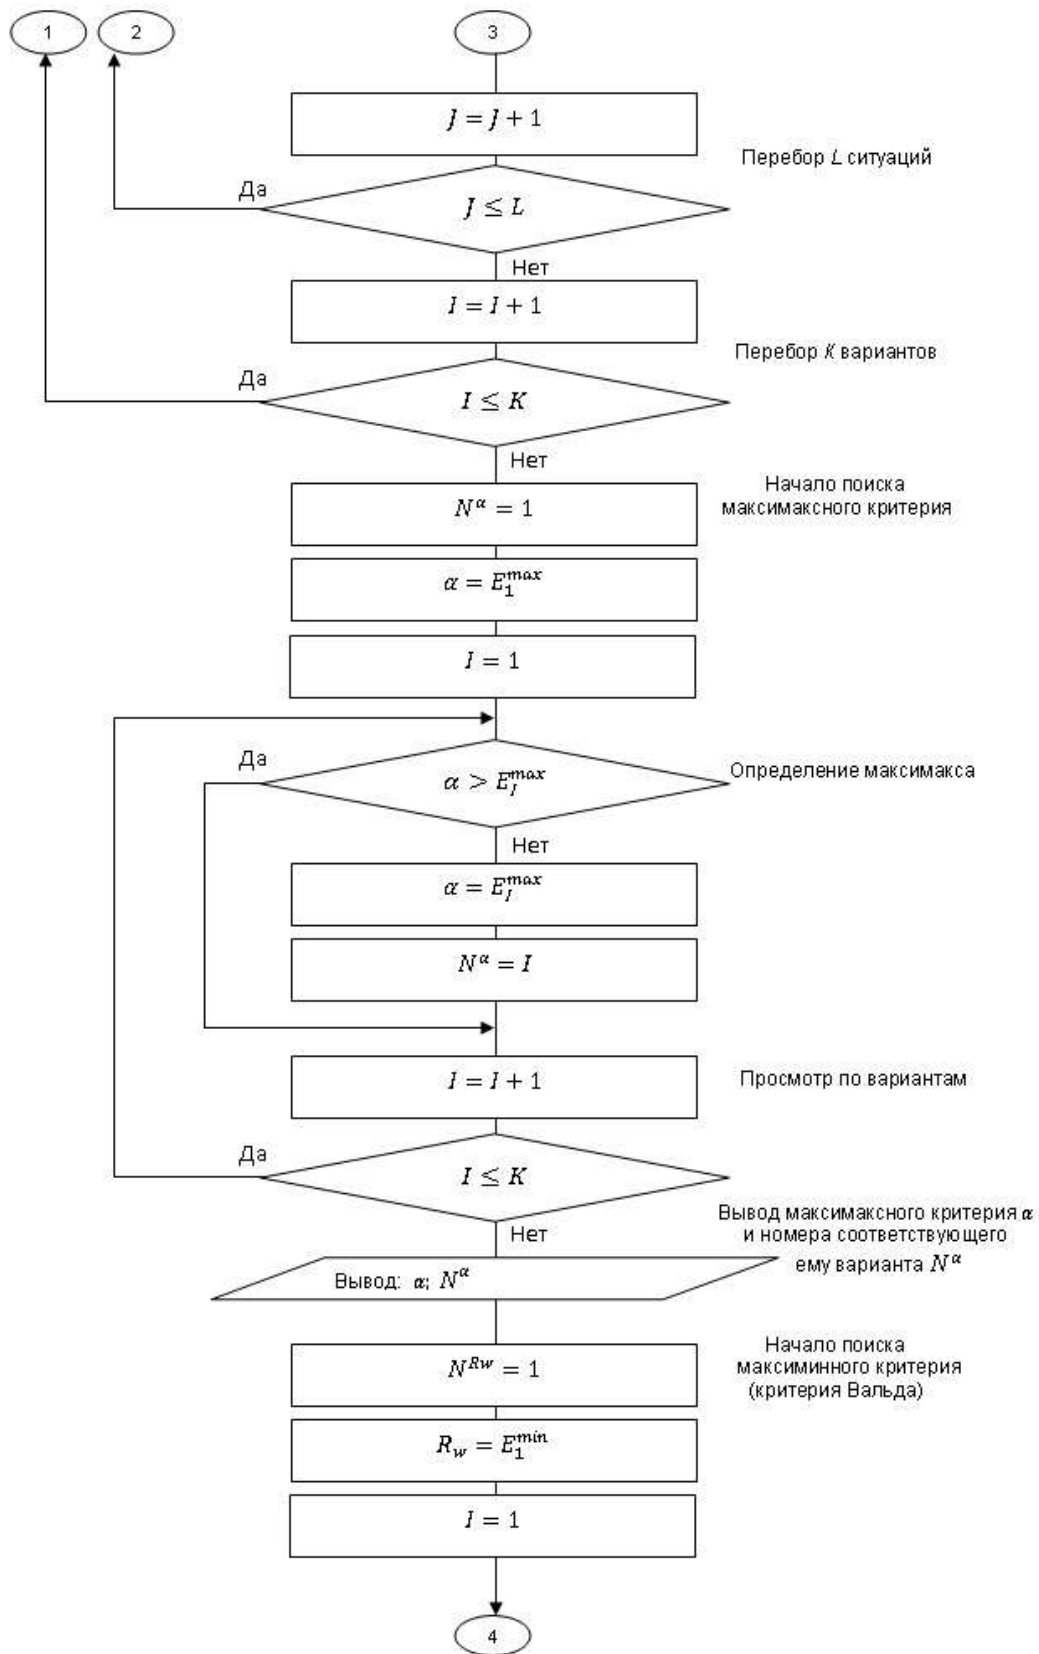 1
2
3
J = J + 1
Перебор L ситуаций
Да
J ≤ L
Нет
I = I + 1
Перебор K вариантов
Да
I ≤ K
Нет
Начало поиска
максимаксного критерия
N^α = 1
α = E_1^max
I = 1
Да
α > E_I^max
Определение максимакса
Нет
α = E_I^max
N^α = I
I = I + 1
Просмотр по вариантам
Да
I ≤ K
Нет
Вывод максимаксного критерия α
и номера соответствующего
ему варианта N^α
Вывод: α; N^α
Начало поиска
максиминного критерия
(критерия Вальда)
N^Rw = 1
R_w = E_1^min
I = 1
4